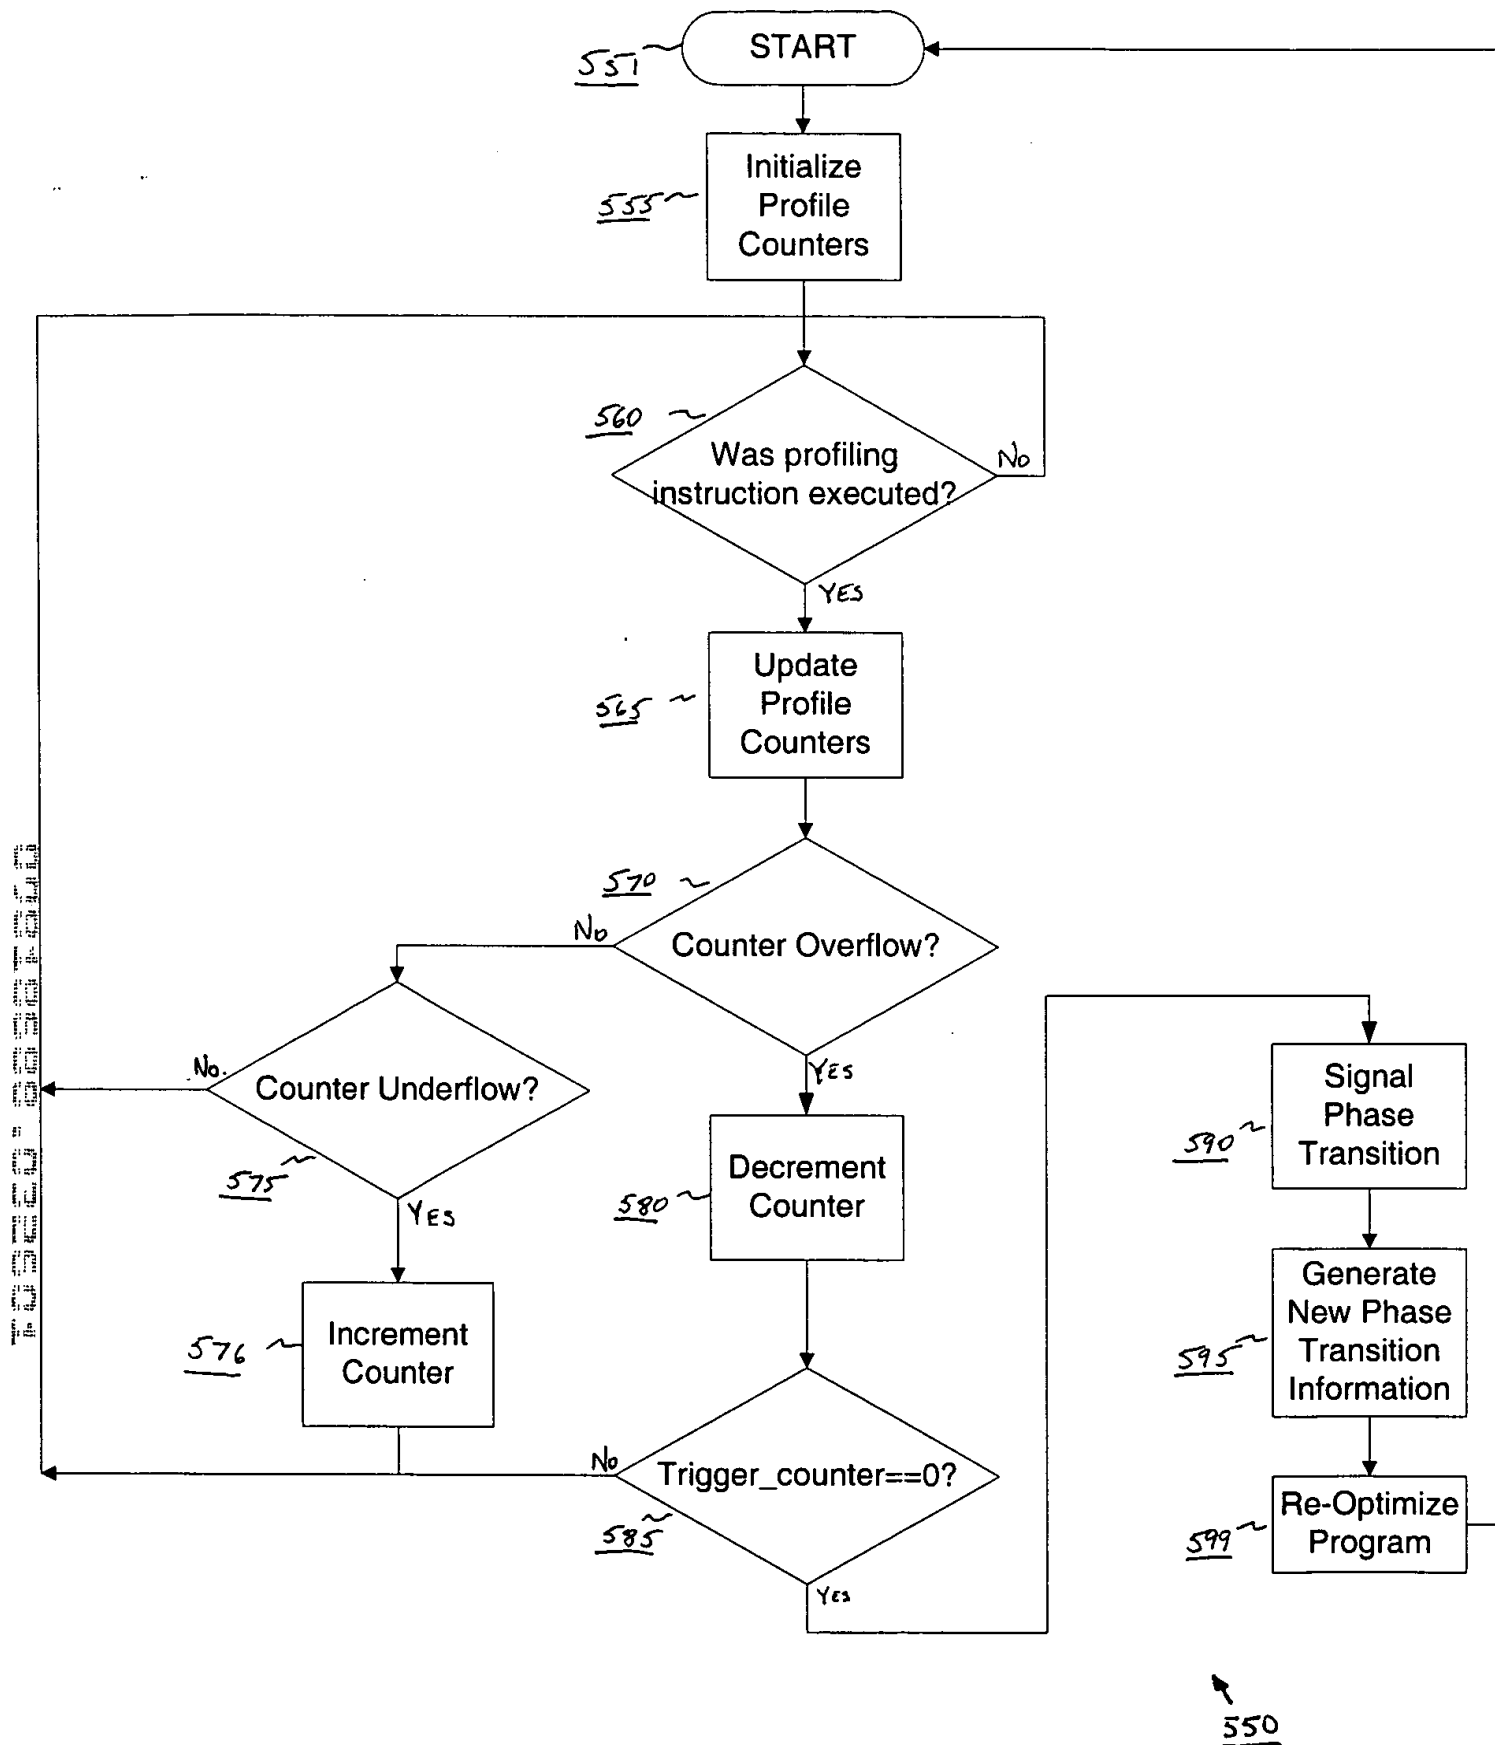 START
551
Initialize
Profile
Counters
555
560
Was profiling
instruction executed?
No
YES
Update
Profile
Counters
565
570
No
Counter Overflow?
YES
No.
Counter Underflow?
575
YES
Decrement
Counter
580
Signal
Phase
Transition
590
Generate
New Phase
Transition
Information
595
Increment
Counter
576
No
Trigger_counter==0?
585
YES
Re-Optimize
Program
599
550